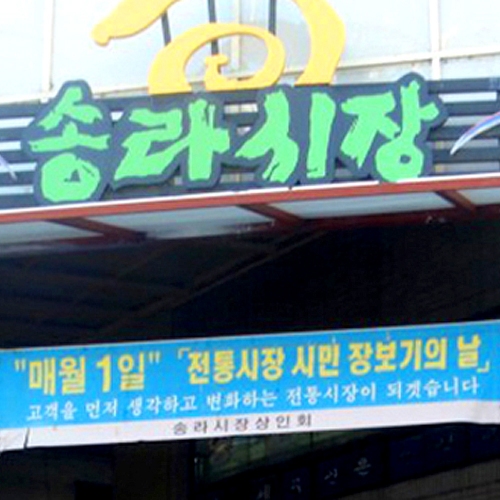 송라시장
"매월 1일" 「전통시장 시민 장보기의 날」
고객을 먼저 생각하고 변화하는 전통시장이 되겟습니다
송라시장상인회